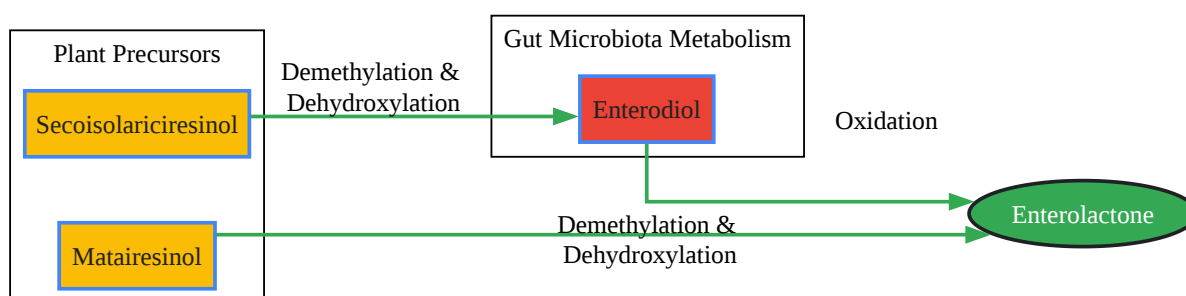 Plant Precursors
Gut Microbiota Metabolism
Demethylation &
Dehydroxylation
Secoisolariciresinol
Enterodiol
Oxidation
Enterolactone
Demethylation &
Dehydroxylation
Matairesinol